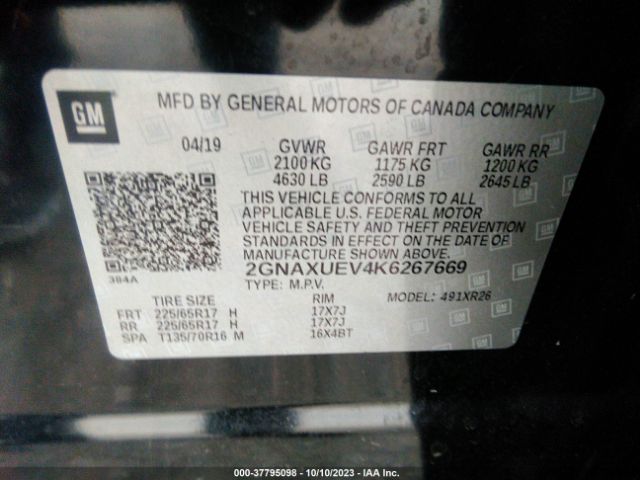 GM
MFD BY GENERAL MOTORS OF CANADA COMPANY
04/19 GVWR GAWR FRT GAWR RR
2100 KG 1175 KG 1200 KG
4630 LB 2590 LB 2645 LB
THIS VEHICLE CONFORMS TO ALL
APPLICABLE U.S. FEDERAL MOTOR
VEHICLE SAFETY AND THEFT PREVENTION
STANDARDS IN EFFECT ON THE DATE OF
MANUFACTURE SHOWN ABOVE.
384A
2GNAXUEV4K6267669
TYPE: M.P.V. MODEL: 491XR26
TIRE SIZE RIM
FRT 225/65R17 H 17X7J
RR 225/65R17 H 17X7J
SPA T135/70R16 M 16X4BT
000-37795098 - 10/10/2023 - IAA Inc.